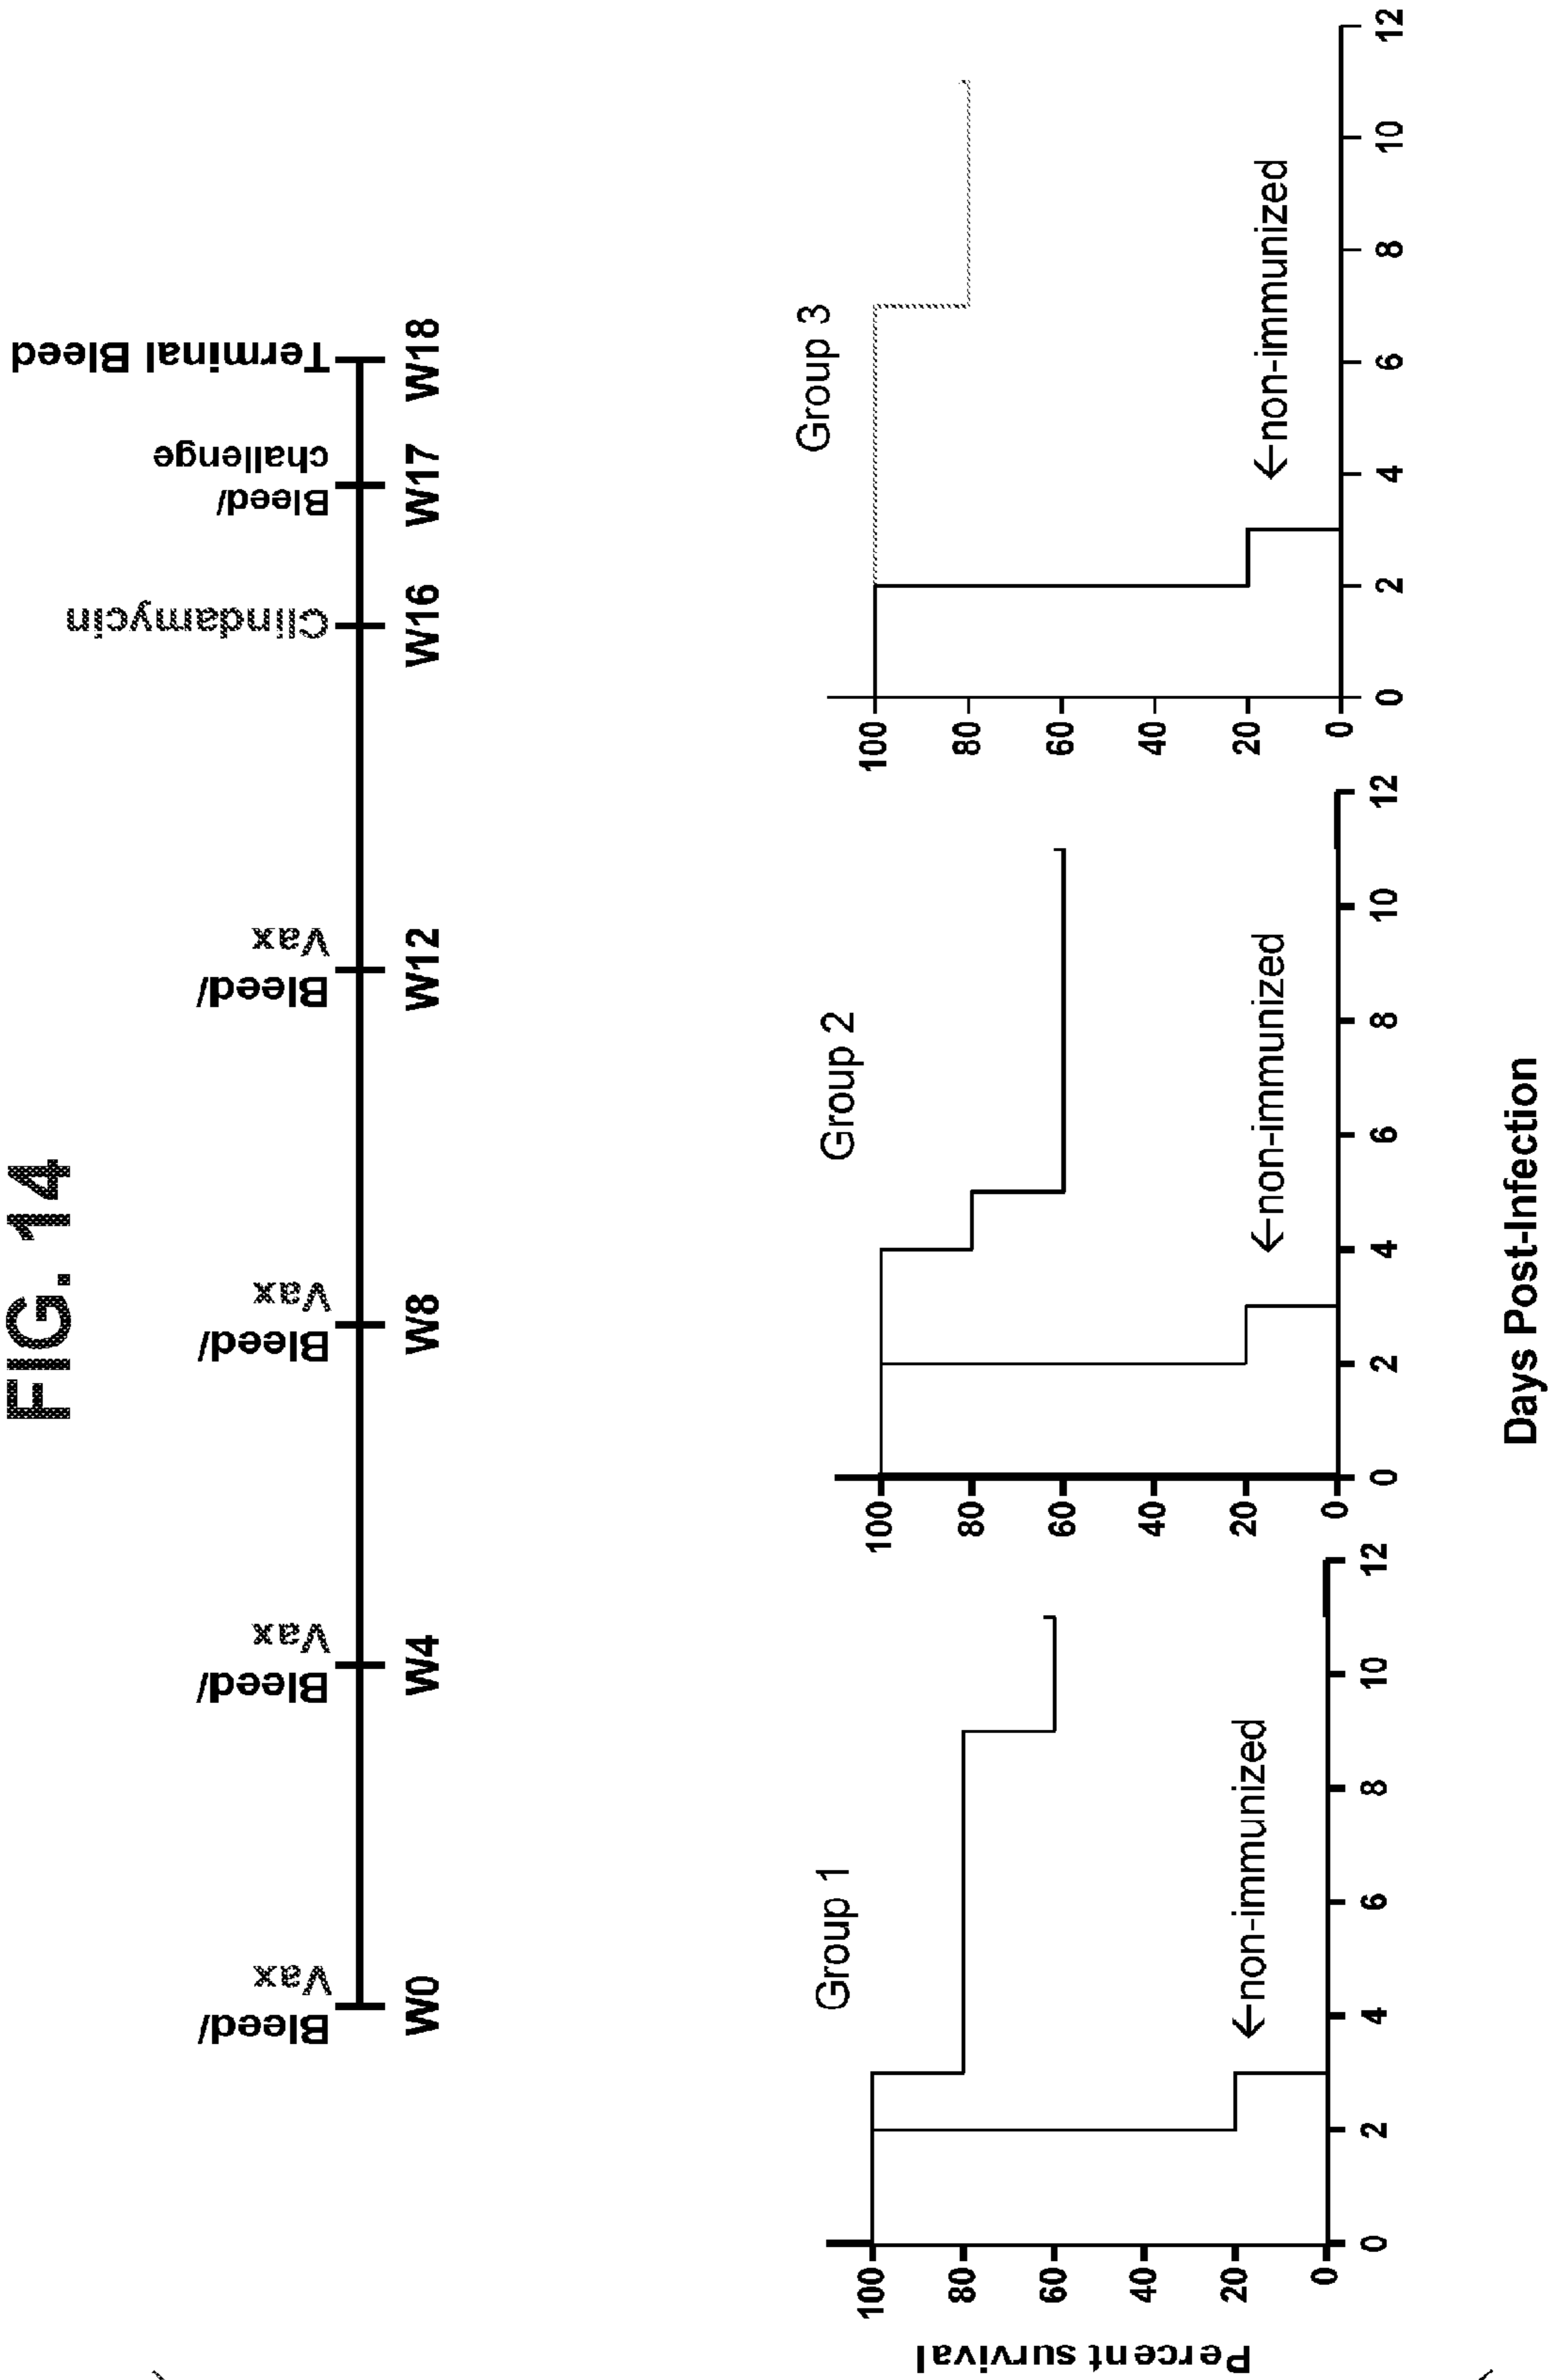 FIG. 14
Bleed/ Vax
Bleed/ Vax
Bleed/ Vax
Bleed/ Vax
Clindamycin
Bleed/ challenge
Terminal Bleed
W0 W4 W8 W12 W16 W17 W18
Percent survival
Group 1
100
80
60
40
20
0
←non-immunized
0 2 4 6 8 10 12
Group 2
100
80
60
40
20
0
←non-immunized
0 2 4 6 8 10 12
Group 3
100
80
60
40
20
0
←non-immunized
0 2 4 6 8 10 12
Days Post-Infection